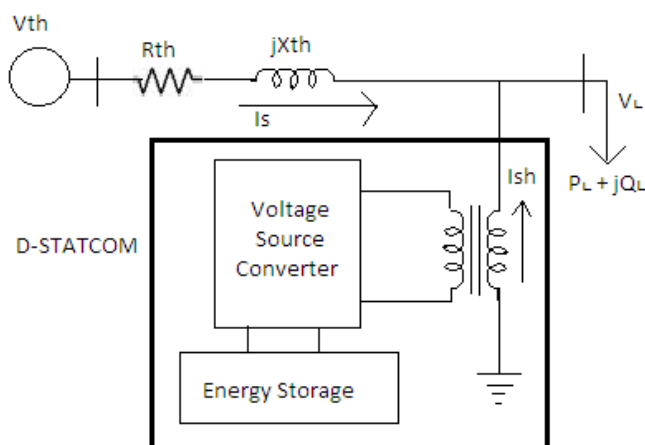 Vth
Rth
jXth
Is
VL
PL + jQL
Ish
D-STATCOM
Voltage
Source
Converter
Energy Storage